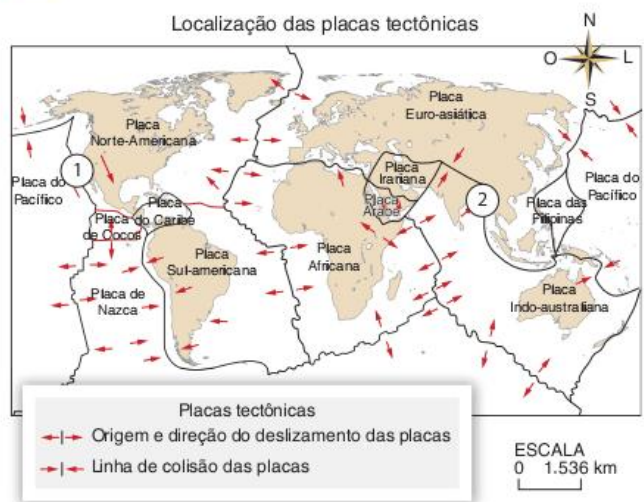 Localização das placas tectônicas
N
O
L
S
Placa
Norte-Americana
Placa
Euro-asiática
1
Placa do
Pacífico
Placa
de Cocos
Placa
do Caribe
Placa
Iraniana
Placa
Arabe
2
Placa das
Filipinas
Placa do
Pacífico
Placa
Sul-americana
Placa
Africana
Placa de
Nazca
Placa
Indo-australiana
Placas tectônicas
Origem e direção do deslizamento das placas
Linha de colisão das placas
ESCALA
0 1.536 km